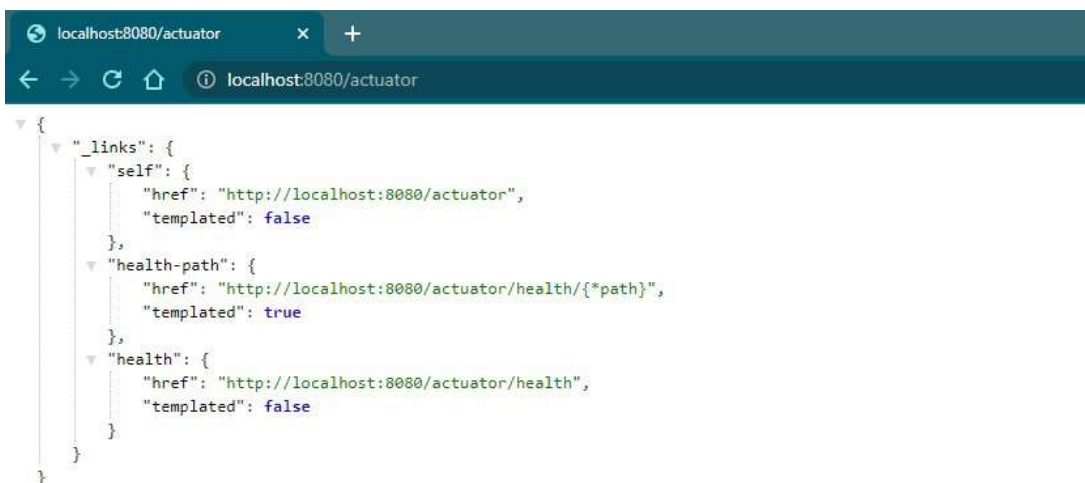 localhost:8080/actuator
localhost:8080/actuator
{
"_links": {
"self": {
"href": "http://localhost:8080/actuator",
"templated": false
},
"health-path": {
"href": "http://localhost:8080/actuator/health/{*path}",
"templated": true
},
"health": {
"href": "http://localhost:8080/actuator/health",
"templated": false
}
}
}